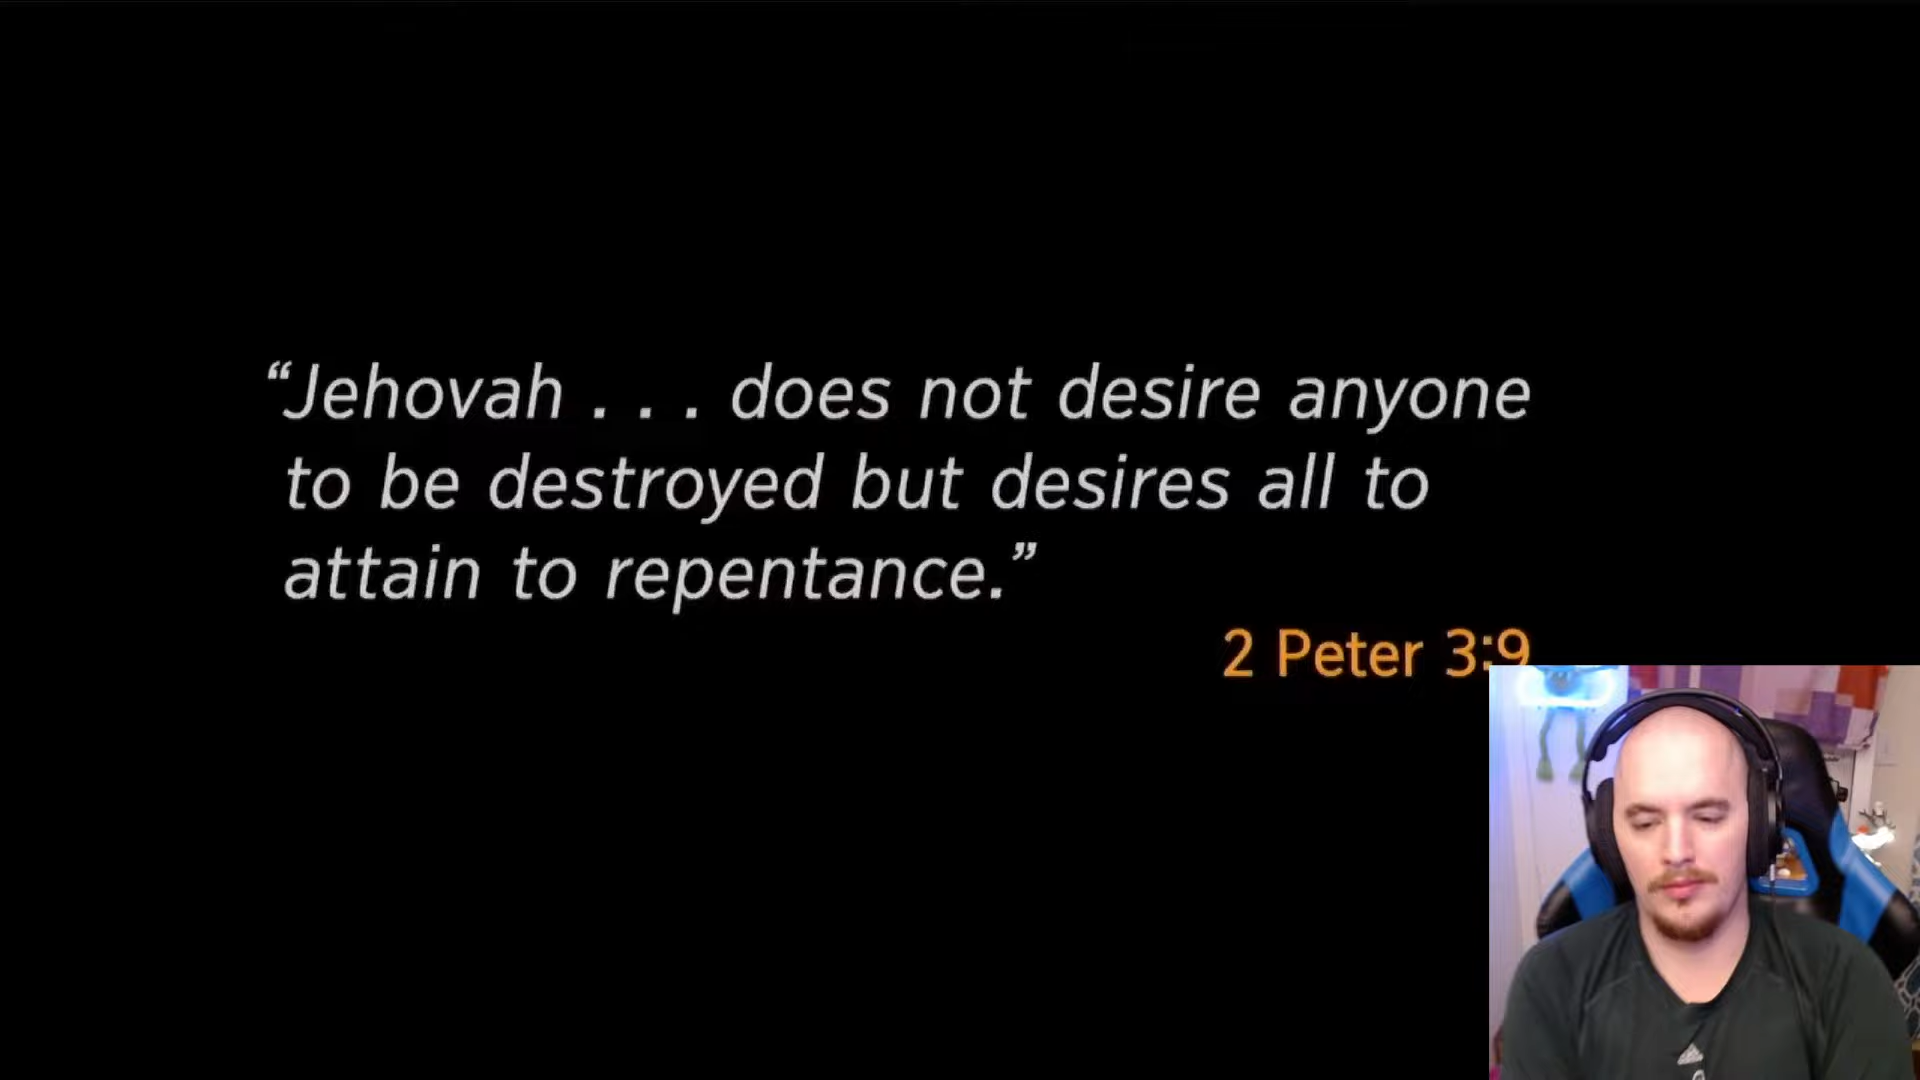 “Jehovah . . . does not desire anyone
to be destroyed but desires all to
attain to repentance.”
2 Peter 3:9